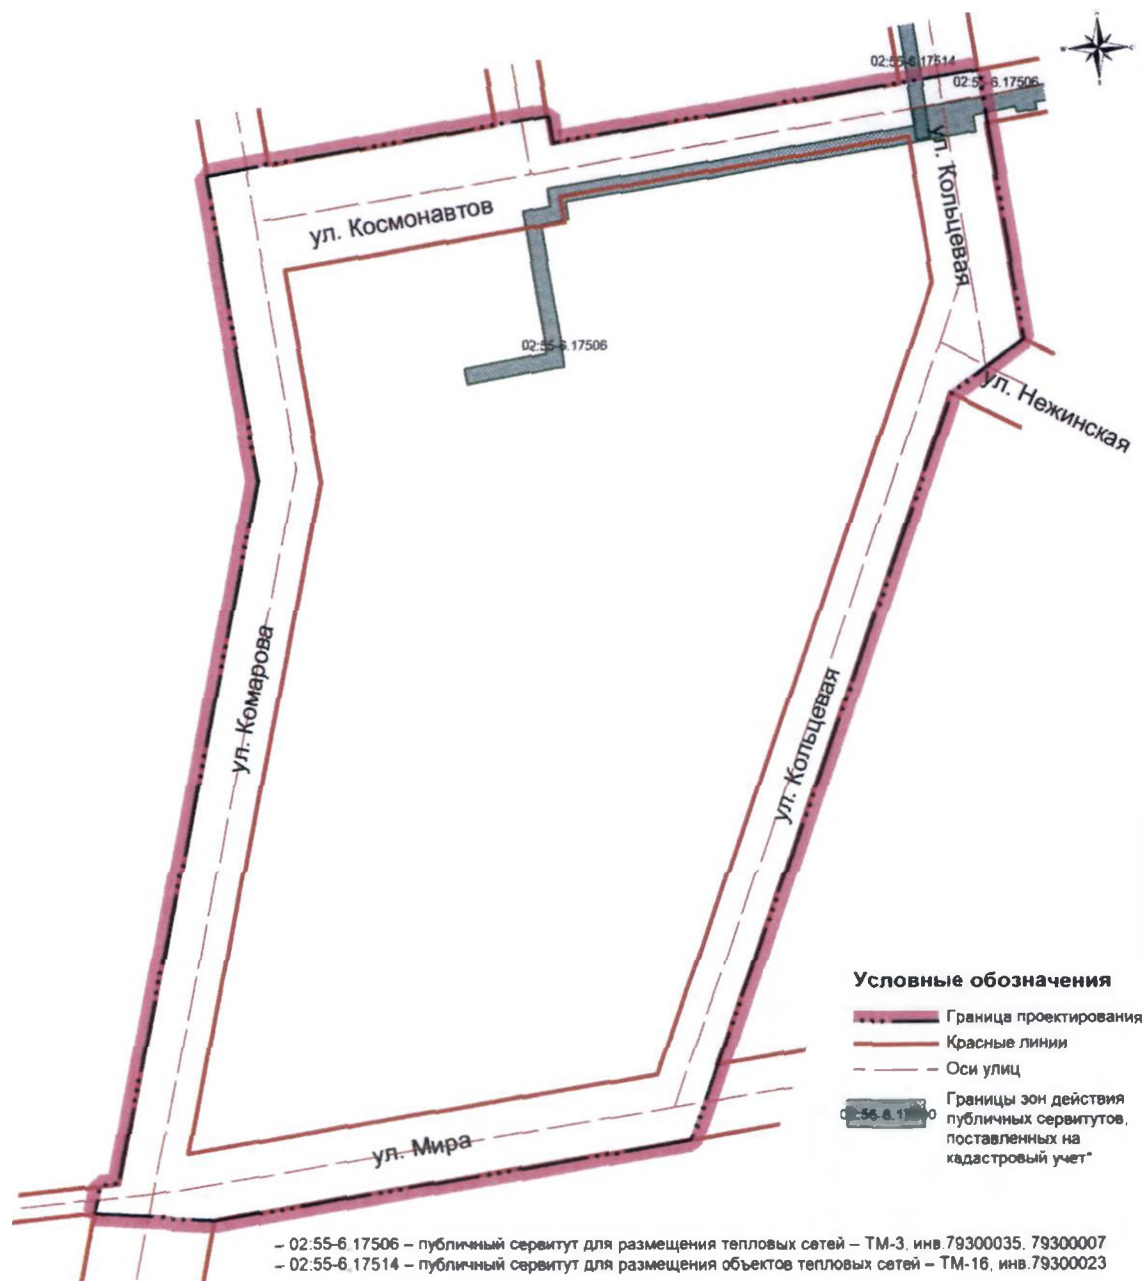 02:55-6.17514
02:55-6.17506
ул. Кольцевая
ул. Космонавтов
02:55-6.17506
ул. Нежинская
ул. Комарова
ул. Кольцевая
ул. Мира
Условные обозначения
Граница проектирования
Красные линии
Оси улиц
Границы зон действия
публичных сервитутов,
поставленных на
кадастровый учет*
– 02:55-6.17506 – публичный сервитут для размещения тепловых сетей – ТМ-3, инв.79300035, 79300007
– 02:55-6.17514 – публичный сервитут для размещения объектов тепловых сетей – ТМ-16, инв.79300023